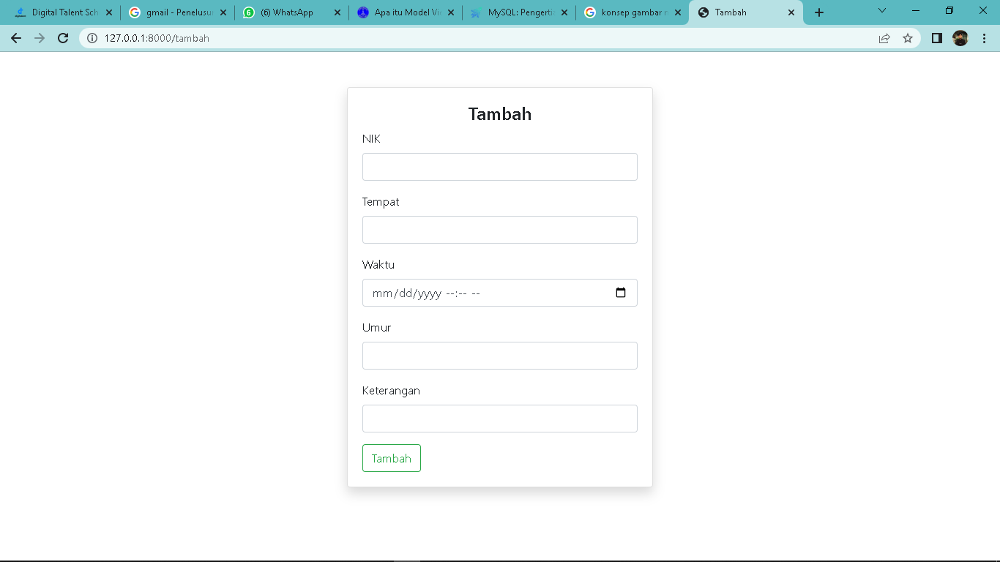 Digital Talent Sch
gmail - Penelusu
6 (6) WhatsApp
Apa itu Model Vi
MySQL: Pengerti
konsep gambar
Tambah
127.0.0.1:8000/tambah
Tambah
NIK
Tempat
Waktu
mm/dd/yyyy --:-- --
Umur
Keterangan
Tambah